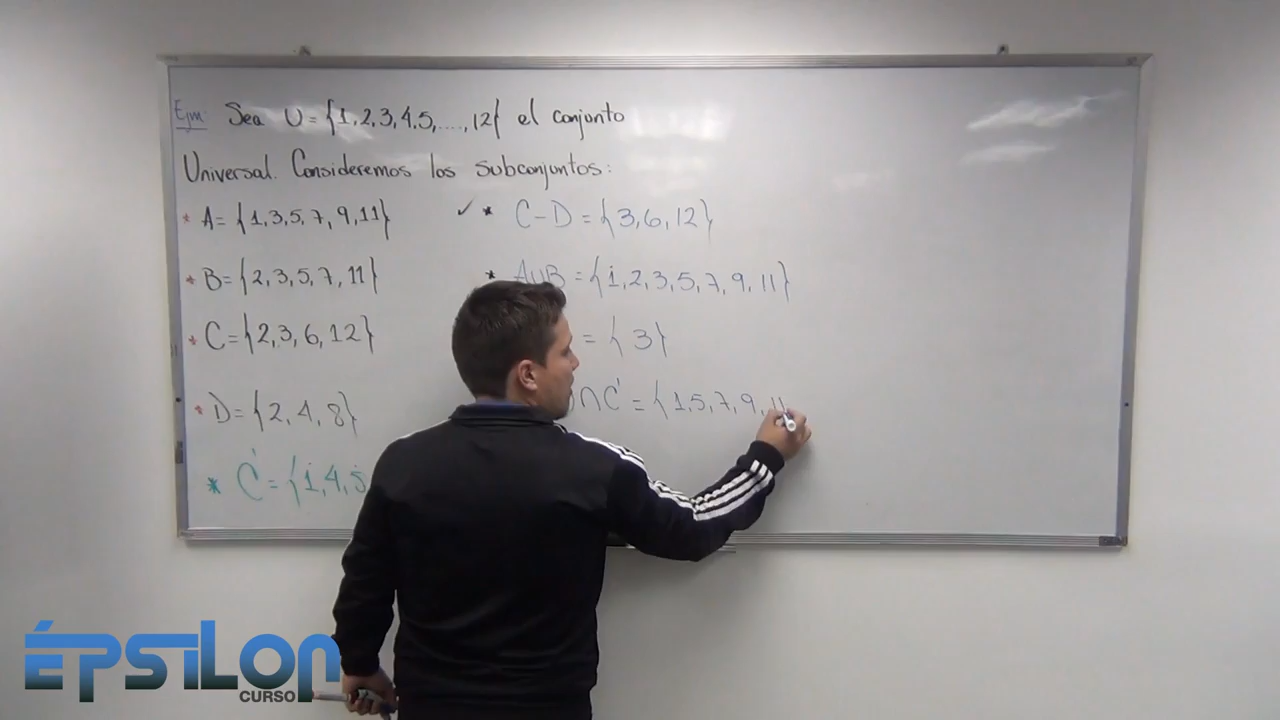 Ejm Sea U = {1,2,3,4,5,....,12} el conjunto
Universal. Consideremos los subconjuntos:
* A = {1,3,5,7,9,11}
* B = {2,3,5,7,11}
* C = {2,3,6,12}
* D = {2,4,8}
* C' = {1,4,5
✓ * C-D = {3,6,12}
* A∪B = {1,2,3,5,7,9,11}
= {3}
∩C' = {1,5,7,9,11
ÉPSILON
CURSO